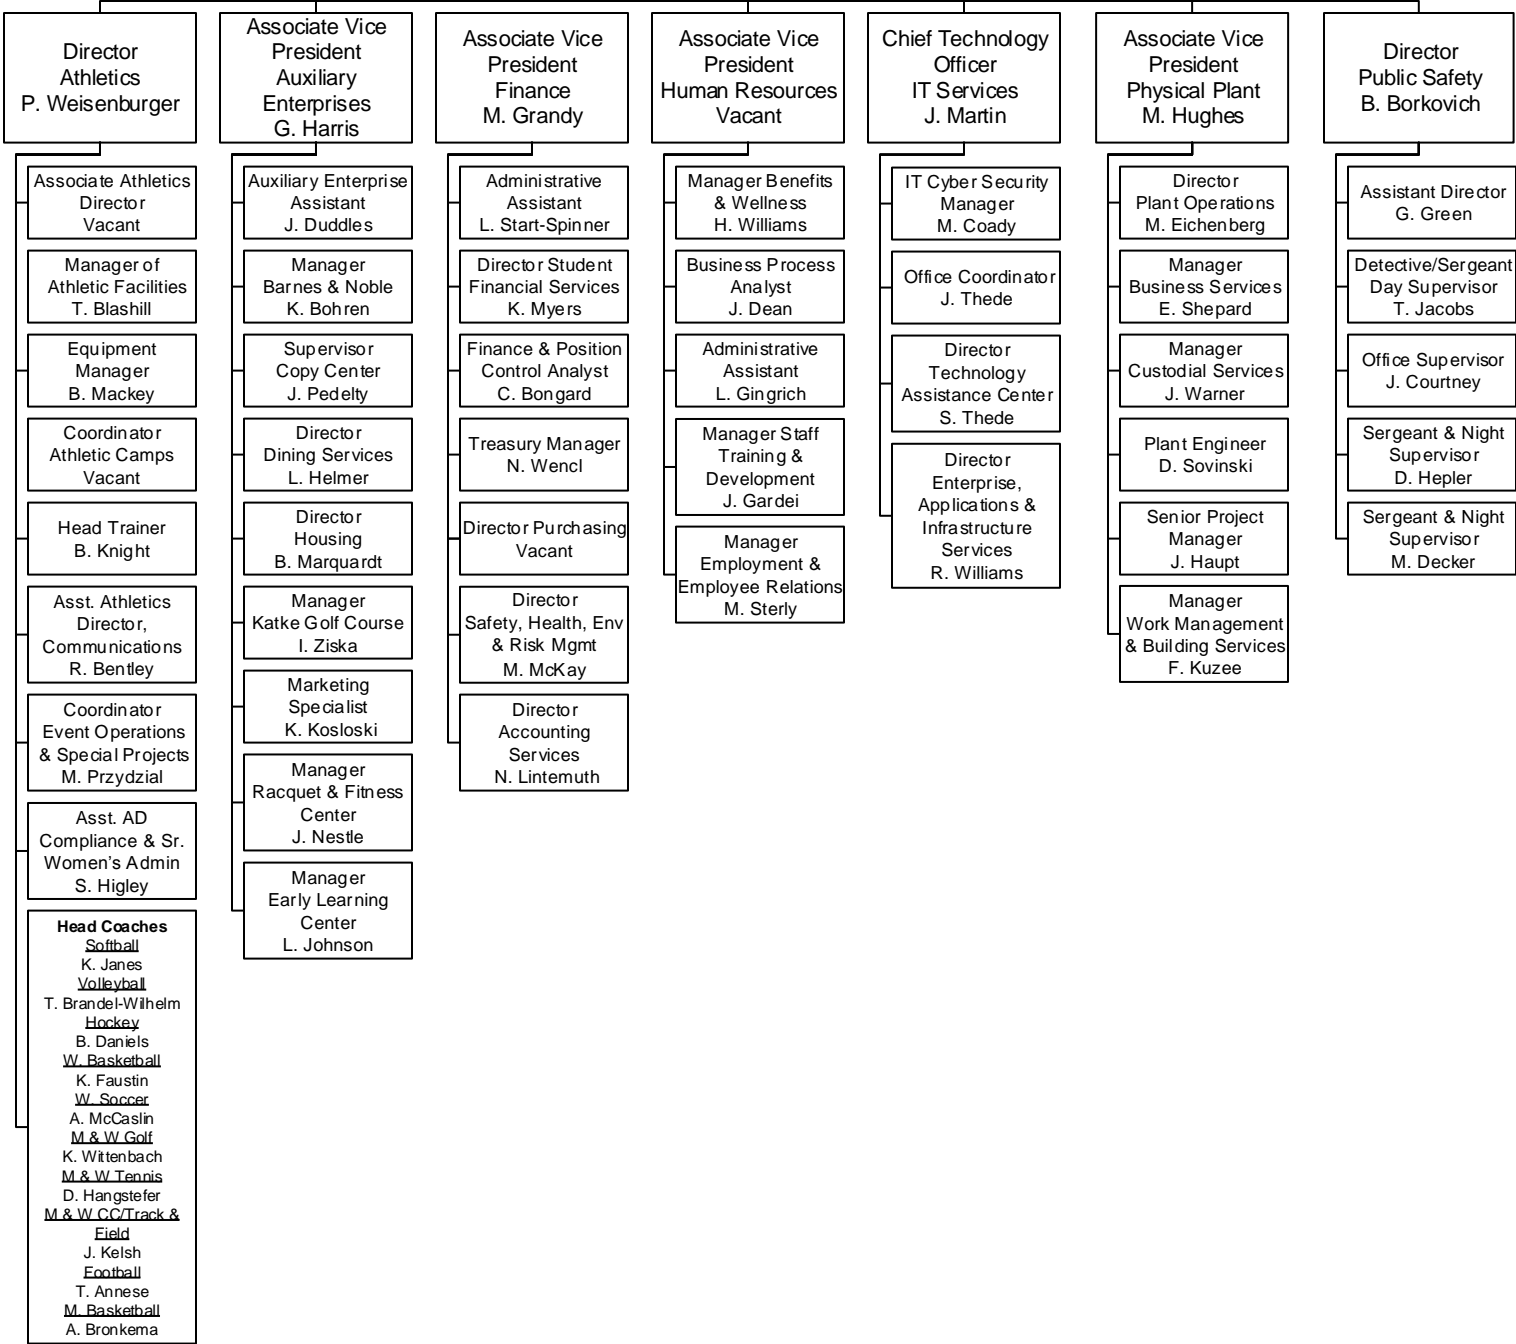 Director
Athletics
P. Weisenburger
Associate Athletics
Director
Vacant
Manager of
Athletic Facilities
T. Blashill
Equipment
Manager
B. Mackey
Coordinator
Athletic Camps
Vacant
Head Trainer
B. Knight
Asst. Athletics
Director,
Communications
R. Bentley
Coordinator
Event Operations
& Special Projects
M. Przydzial
Asst. AD
Compliance & Sr.
Women's Admin
S. Higley
Head Coaches
Softball
K. Janes
Volleyball
T. Brandel-Wilhelm
Hockey
B. Daniels
W. Basketball
K. Faustin
W. Soccer
A. McCaslin
M & W Golf
K. Wittenbach
M & W Tennis
D. Hangstefer
M & W CC/Track &
Field
J. Kelsh
Football
T. Annese
M. Basketball
A. Bronkema
Associate Vice
President
Auxiliary
Enterprises
G. Harris
Auxiliary Enterprise
Assistant
J. Duddles
Manager
Barnes & Noble
K. Bohren
Supervisor
Copy Center
J. Pedelty
Director
Dining Services
L. Helmer
Director
Housing
B. Marquardt
Manager
Katke Golf Course
I. Ziska
Marketing
Specialist
K. Kosloski
Manager
Racquet & Fitness
Center
J. Nestle
Manager
Early Learning
Center
L. Johnson
Associate Vice
President
Finance
M. Grandy
Administrative
Assistant
L. Start-Spinner
Director Student
Financial Services
K. Myers
Finance & Position
Control Analyst
C. Bongard
Treasury Manager
N. Wencl
Director Purchasing
Vacant
Director
Safety, Health, Env
& Risk Mgmt
M. McKay
Director
Accounting
Services
N. Lintemuth
Associate Vice
President
Human Resources
Vacant
Manager Benefits
& Wellness
H. Williams
Business Process
Analyst
J. Dean
Administrative
Assistant
L. Gingrich
Manager Staff
Training &
Development
J. Gardei
Manager
Employment &
Employee Relations
M. Sterly
Chief Technology
Officer
IT Services
J. Martin
IT Cyber Security
Manager
M. Coady
Office Coordinator
J. Thede
Director
Technology
Assistance Center
S. Thede
Director
Enterprise,
Applications &
Infrastructure
Services
R. Williams
Associate Vice
President
Physical Plant
M. Hughes
Director
Plant Operations
M. Eichenberg
Manager
Business Services
E. Shepard
Manager
Custodial Services
J. Warner
Plant Engineer
D. Sovinski
Senior Project
Manager
J. Haupt
Manager
Work Management
& Building Services
F. Kuzee
Director
Public Safety
B. Borkovich
Assistant Director
G. Green
Detective/Sergeant
Day Supervisor
T. Jacobs
Office Supervisor
J. Courtney
Sergeant & Night
Supervisor
D. Hepler
Sergeant & Night
Supervisor
M. Decker